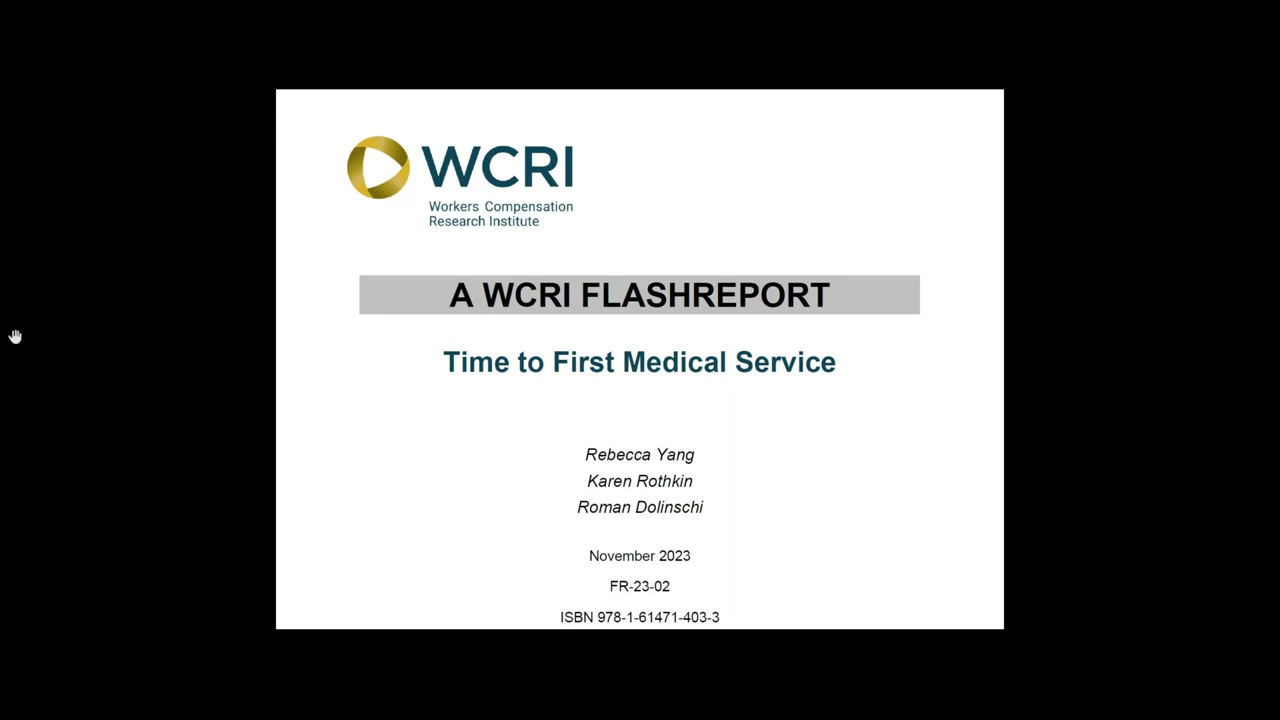 WCRI
Workers Compensation
Research Institute
A WCRI FLASHREPORT
Time to First Medical Service
Rebecca Yang
Karen Rothkin
Roman Dolinschi
November 2023
FR-23-02
ISBN 978-1-61471-403-3